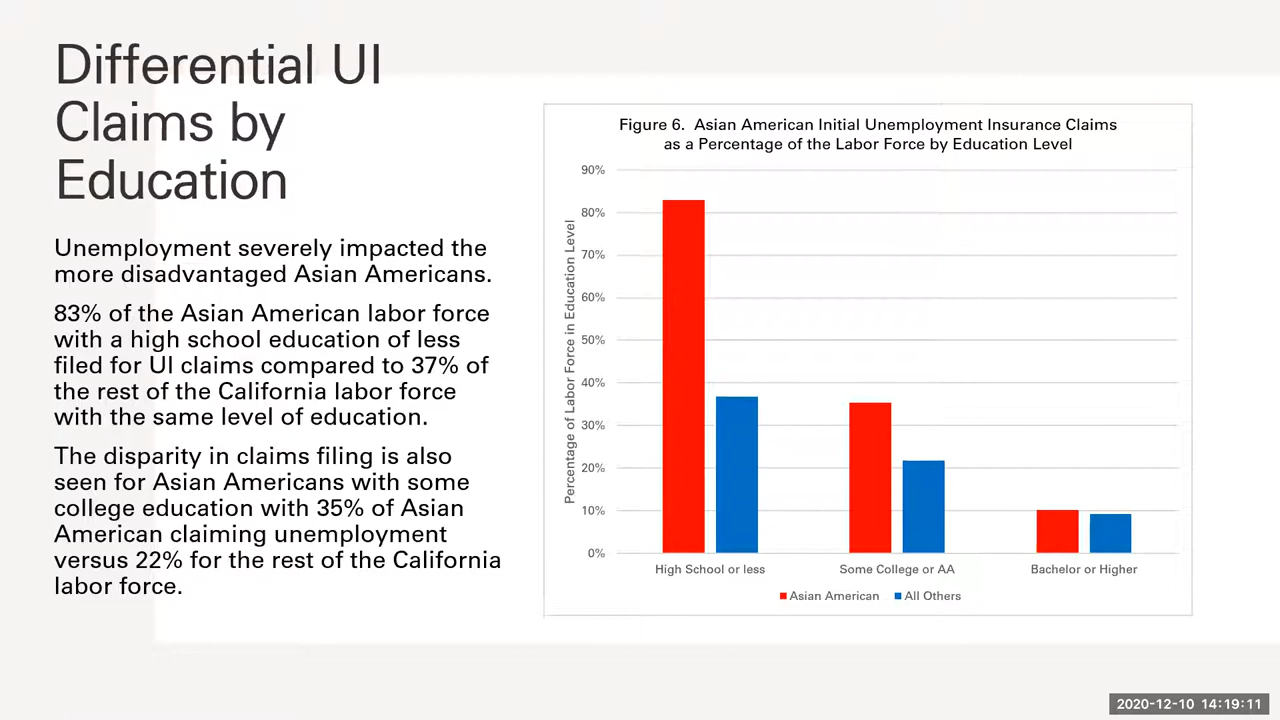 Differential UI
Claims by
Education
Unemployment severely impacted the
more disadvantaged Asian Americans.
83% of the Asian American labor force
with a high school education of less
filed for UI claims compared to 37% of
the rest of the California labor force
with the same level of education.
The disparity in claims filing is also
seen for Asian Americans with some
college education with 35% of Asian
American claiming unemployment
versus 22% for the rest of the California
labor force.
Figure 6. Asian American Initial Unemployment Insurance Claims
as a Percentage of the Labor Force by Education Level
Percentage of Labor Force in Education Level
90%
80%
70%
60%
50%
40%
30%
20%
10%
0%
High School or less
Some College or AA
Bachelor or Higher
Asian American
All Others
2020-12-10 14:19:11